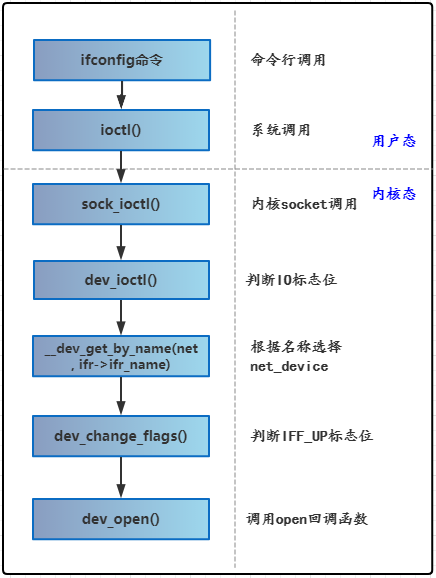 ifconfig命令
命令行调用
ioctl()
系统调用
用户态
内核态
sock_ioctl()
内核socket调用
dev_ioctl()
判断IO标志位
__dev_get_by_name(net
, ifr->ifr_name)
根据名称选择
net_device
dev_change_flags()
判断IFF_UP标志位
dev_open()
调用open回调函数